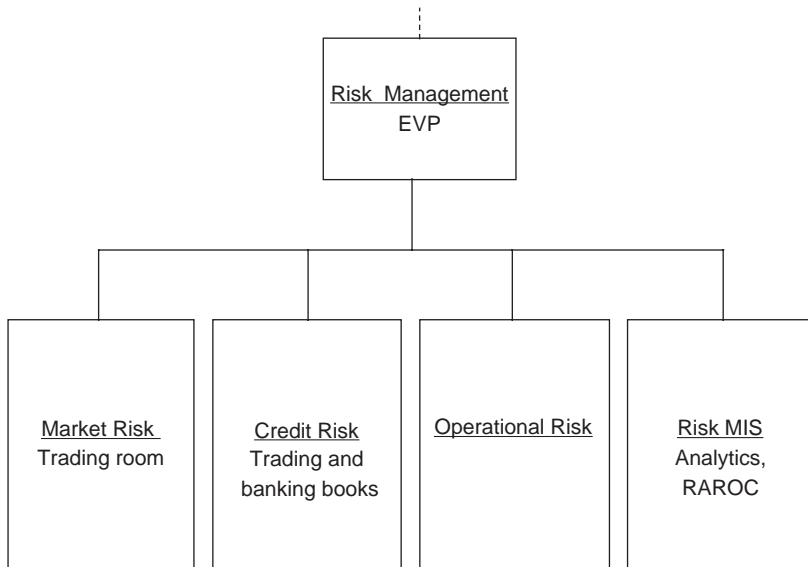 Risk Management
EVP
Market Risk
Trading room
Credit Risk
Trading and
banking books
Operational Risk
Risk MIS
Analytics,
RAROC